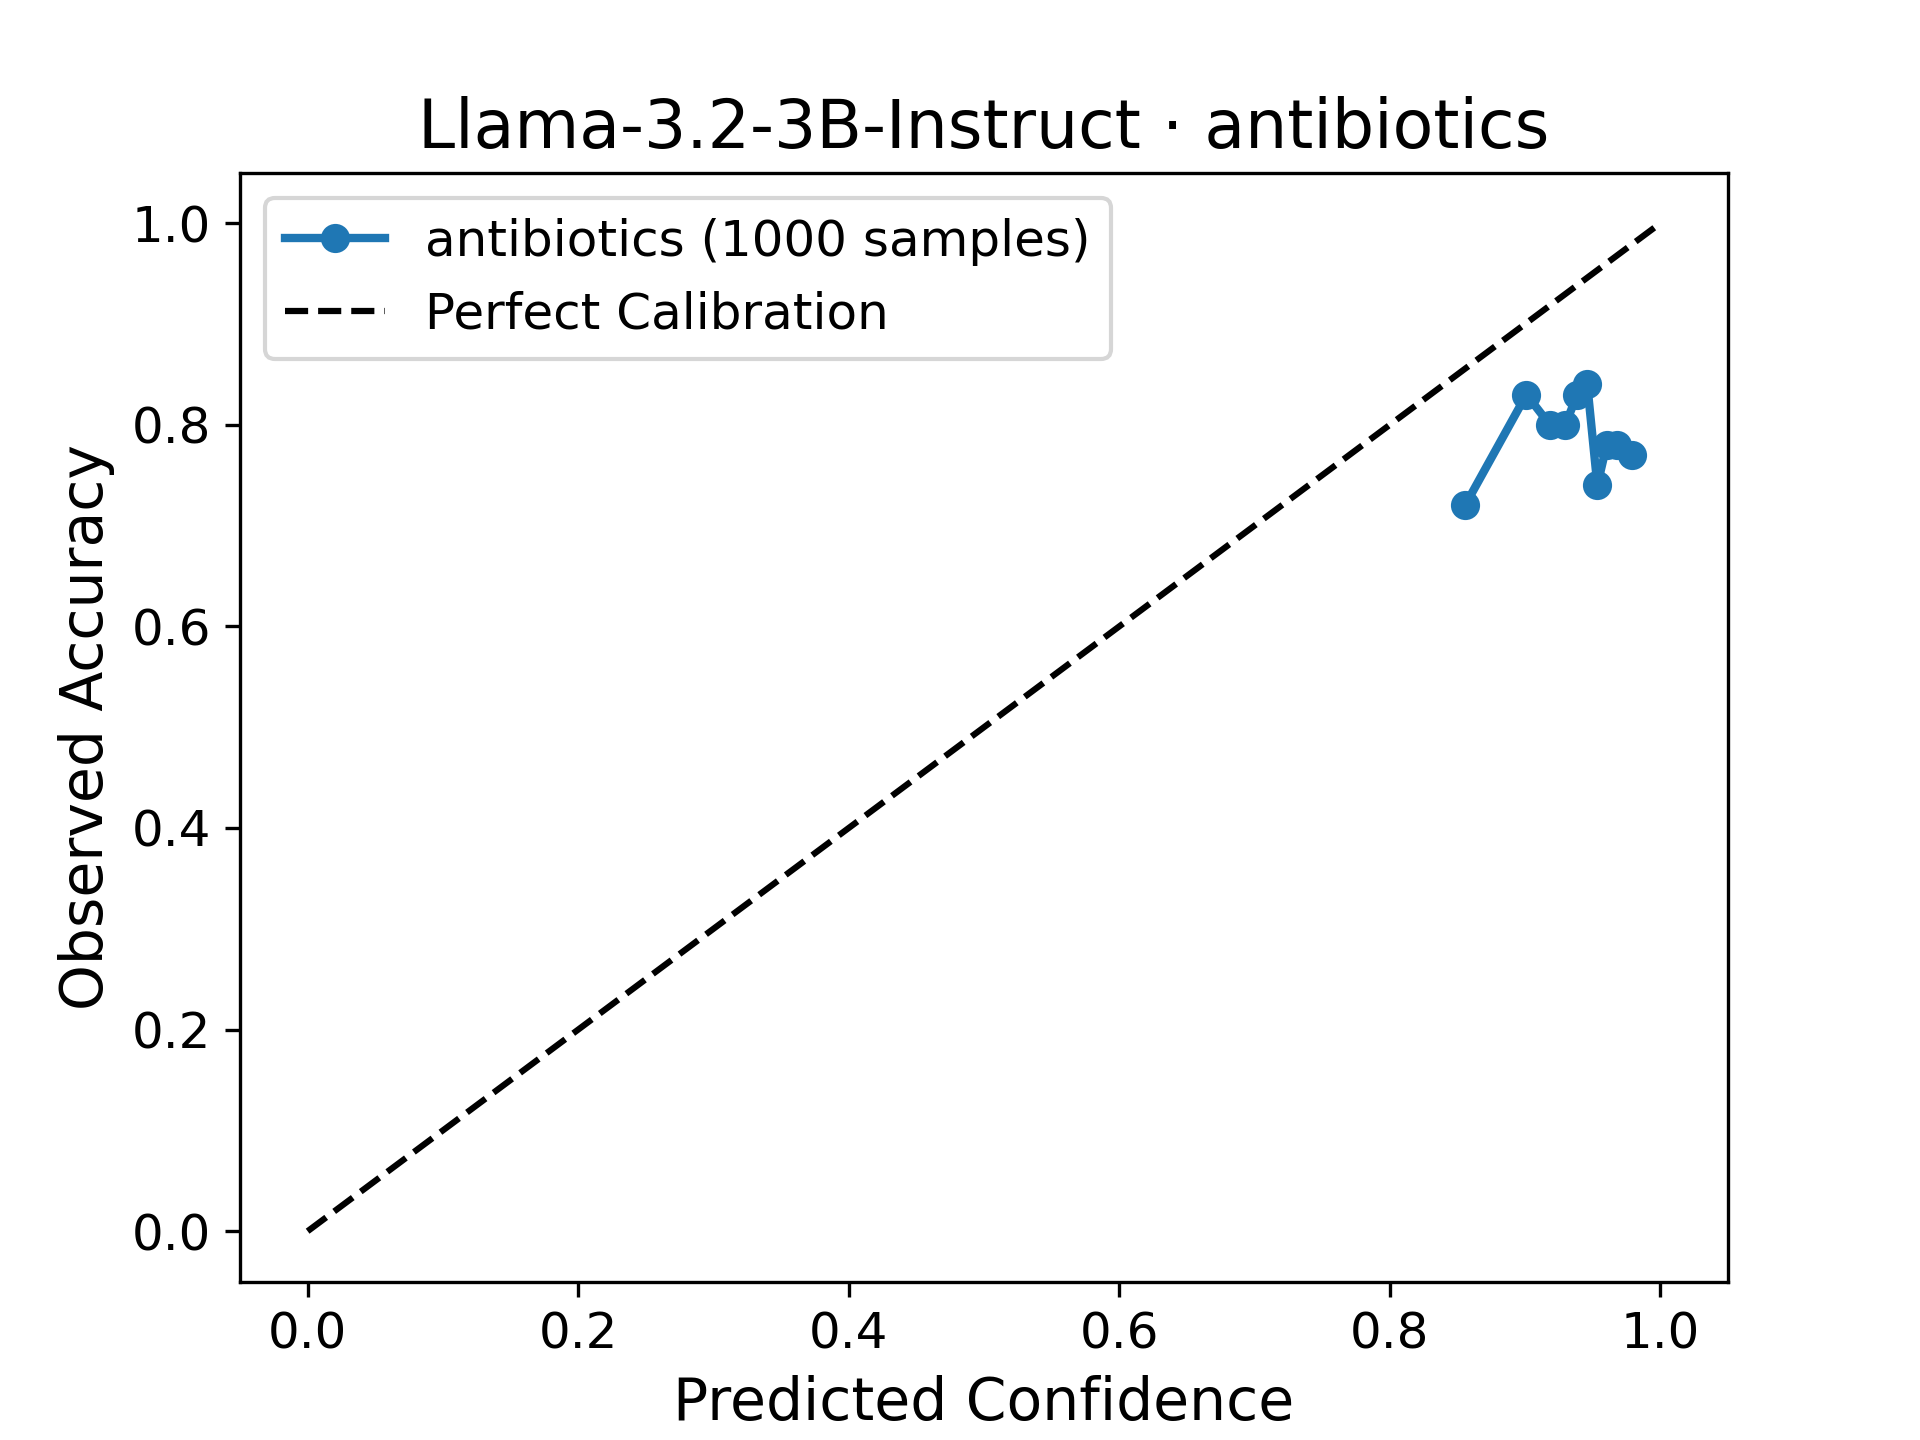 Llama-3.2-3B-Instruct · antibiotics
antibiotics (1000 samples)
Perfect Calibration
Observed Accuracy
1.0
0.8
0.6
0.4
0.2
0.0
0.0 0.2 0.4 0.6 0.8 1.0
Predicted Confidence